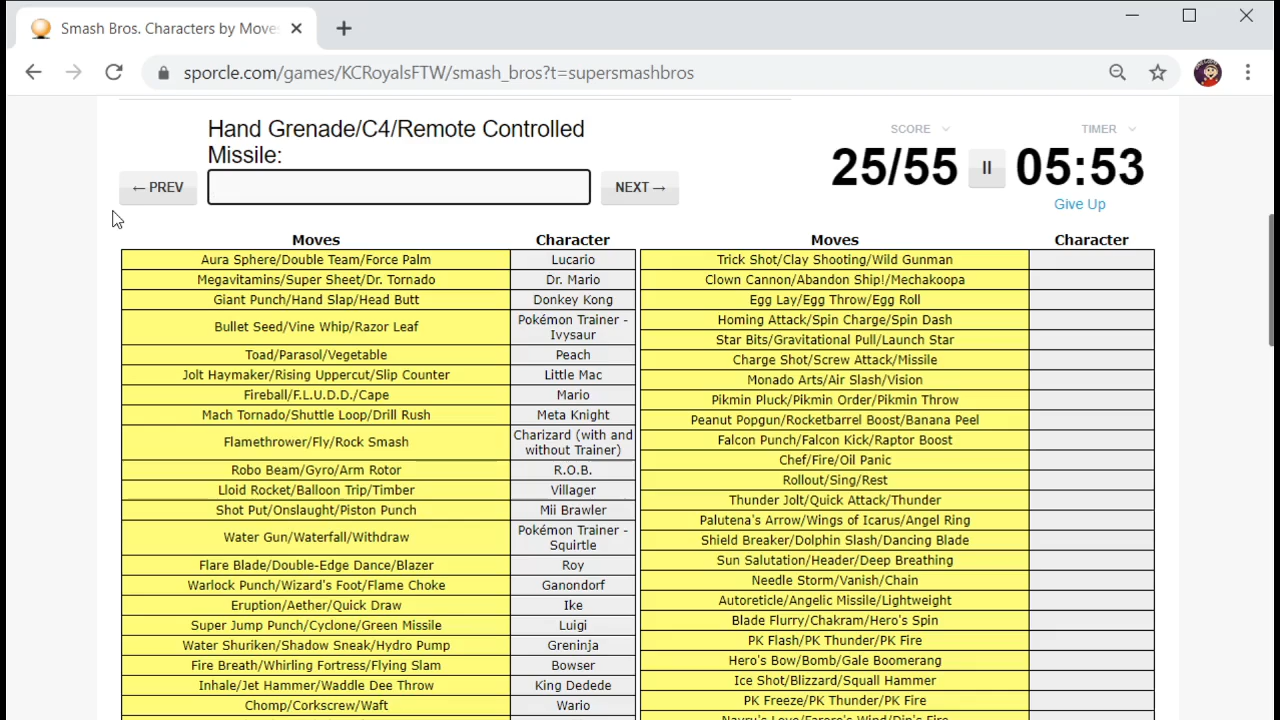 Smash Bros. Characters by Move
sporcle.com/games/KCRoyalsFTW/smash_bros?t=supersmashbros
Hand Grenade/C4/Remote Controlled
Missile:
SCORE
TIMER
← PREV
NEXT →
25/55
II
05:53
Give Up
Moves Character
Aura Sphere/Double Team/Force Palm Lucario
Megavitamins/Super Sheet/Dr. Tornado Dr. Mario
Giant Punch/Hand Slap/Head Butt Donkey Kong
Bullet Seed/Vine Whip/Razor Leaf Pokémon Trainer -
Ivysaur
Toad/Parasol/Vegetable Peach
Jolt Haymaker/Rising Uppercut/Slip Counter Little Mac
Fireball/F.L.U.D.D./Cape Mario
Mach Tornado/Shuttle Loop/Drill Rush Meta Knight
Flamethrower/Fly/Rock Smash Charizard (with and
without Trainer)
Robo Beam/Gyro/Arm Rotor R.O.B.
Lloid Rocket/Balloon Trip/Timber Villager
Shot Put/Onslaught/Piston Punch Mii Brawler
Water Gun/Waterfall/Withdraw Pokémon Trainer -
Squirtle
Flare Blade/Double-Edge Dance/Blazer Roy
Warlock Punch/Wizard's Foot/Flame Choke Ganondorf
Eruption/Aether/Quick Draw Ike
Super Jump Punch/Cyclone/Green Missile Luigi
Water Shuriken/Shadow Sneak/Hydro Pump Greninja
Fire Breath/Whirling Fortress/Flying Slam Bowser
Inhale/Jet Hammer/Waddle Dee Throw King Dedede
Chomp/Corkscrew/Waft Wario
Moves Character
Trick Shot/Clay Shooting/Wild Gunman
Clown Cannon/Abandon Ship!/Mechakoopa
Egg Lay/Egg Throw/Egg Roll
Homing Attack/Spin Charge/Spin Dash
Star Bits/Gravitational Pull/Launch Star
Charge Shot/Screw Attack/Missile
Monado Arts/Air Slash/Vision
Pikmin Pluck/Pikmin Order/Pikmin Throw
Peanut Popgun/Rocketbarrel Boost/Banana Peel
Falcon Punch/Falcon Kick/Raptor Boost
Chef/Fire/Oil Panic
Rollout/Sing/Rest
Thunder Jolt/Quick Attack/Thunder
Palutena's Arrow/Wings of Icarus/Angel Ring
Shield Breaker/Dolphin Slash/Dancing Blade
Sun Salutation/Header/Deep Breathing
Needle Storm/Vanish/Chain
Autoreticle/Angelic Missile/Lightweight
Blade Flurry/Chakram/Hero's Spin
PK Flash/PK Thunder/PK Fire
Hero's Bow/Bomb/Gale Boomerang
Ice Shot/Blizzard/Squall Hammer
PK Freeze/PK Thunder/PK Fire
Nayru's Love/Farore's Wind/Din's Fire